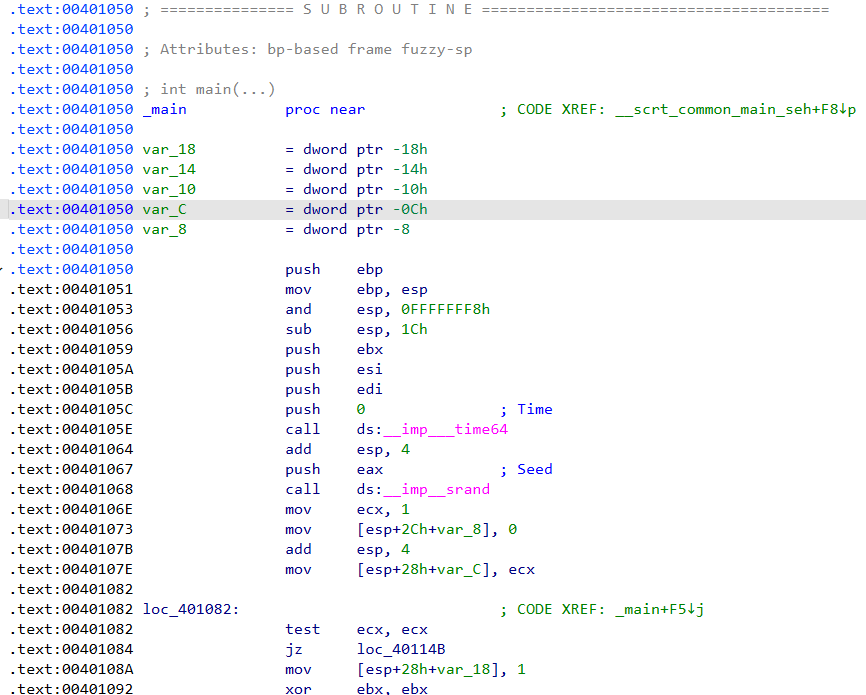 .text:00401050 ; =============== S U B R O U T I N E =======================================
.text:00401050
.text:00401050 ; Attributes: bp-based frame fuzzy-sp
.text:00401050
.text:00401050 ; int main(...)
.text:00401050 _main           proc near               ; CODE XREF: __scrt_common_main_seh+F8↓p
.text:00401050
.text:00401050 var_18          = dword ptr -18h
.text:00401050 var_14          = dword ptr -14h
.text:00401050 var_10          = dword ptr -10h
.text:00401050 var_C           = dword ptr -0Ch
.text:00401050 var_8           = dword ptr -8
.text:00401050
.text:00401050                 push    ebp
.text:00401051                 mov     ebp, esp
.text:00401053                 and     esp, 0FFFFFFF8h
.text:00401056                 sub     esp, 1Ch
.text:00401059                 push    ebx
.text:0040105A                 push    esi
.text:0040105B                 push    edi
.text:0040105C                 push    0               ; Time
.text:0040105E                 call    ds:__imp___time64
.text:00401064                 add     esp, 4
.text:00401067                 push    eax             ; Seed
.text:00401068                 call    ds:__imp__srand
.text:0040106E                 mov     ecx, 1
.text:00401073                 mov     [esp+2Ch+var_8], 0
.text:0040107B                 add     esp, 4
.text:0040107E                 mov     [esp+28h+var_C], ecx
.text:00401082
.text:00401082 loc_401082:                             ; CODE XREF: _main+F5↓j
.text:00401082                 test    ecx, ecx
.text:00401084                 jz      loc_40114B
.text:0040108A                 mov     [esp+28h+var_18], 1
.text:00401092                 xor     ebx, ebx